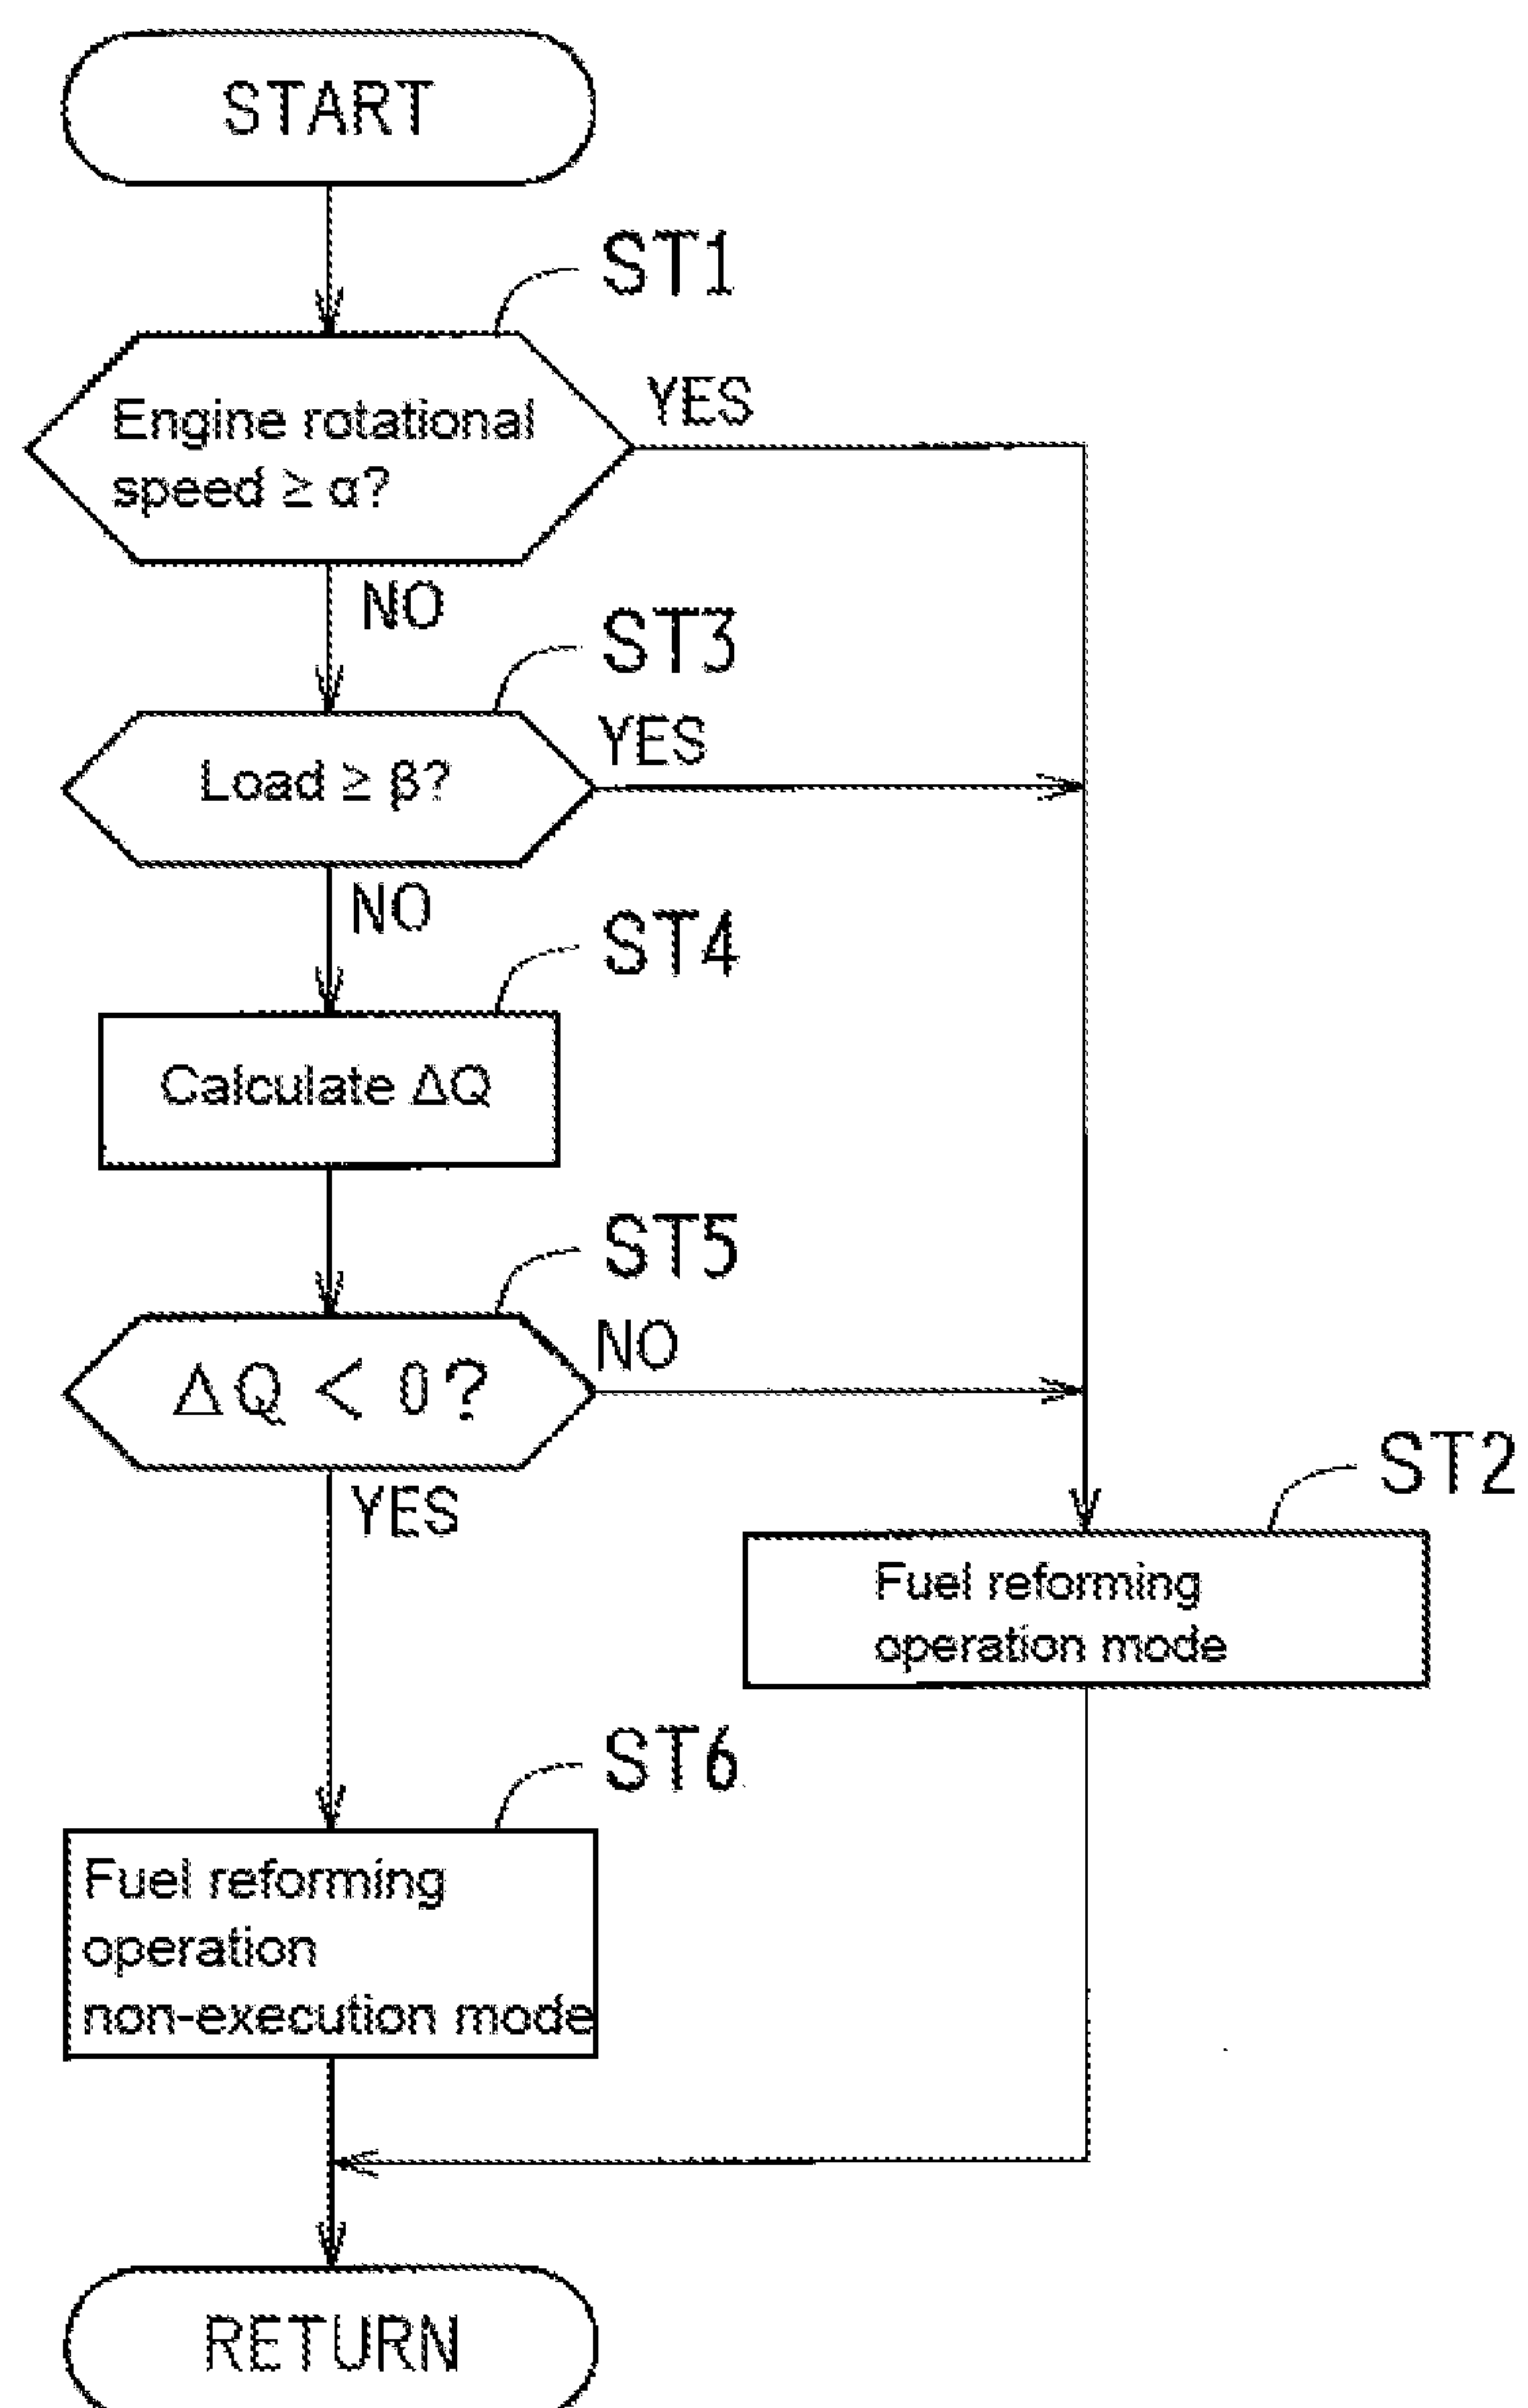 START
ST1
Engine rotational
speed ≥ α?
YES
NO
ST3
Load ≥ β?
YES
NO
ST4
Calculate ΔQ
ST5
ΔQ < 0?
NO
YES
ST2
Fuel reforming
operation mode
ST6
Fuel reforming
operation
non-execution mode
RETURN